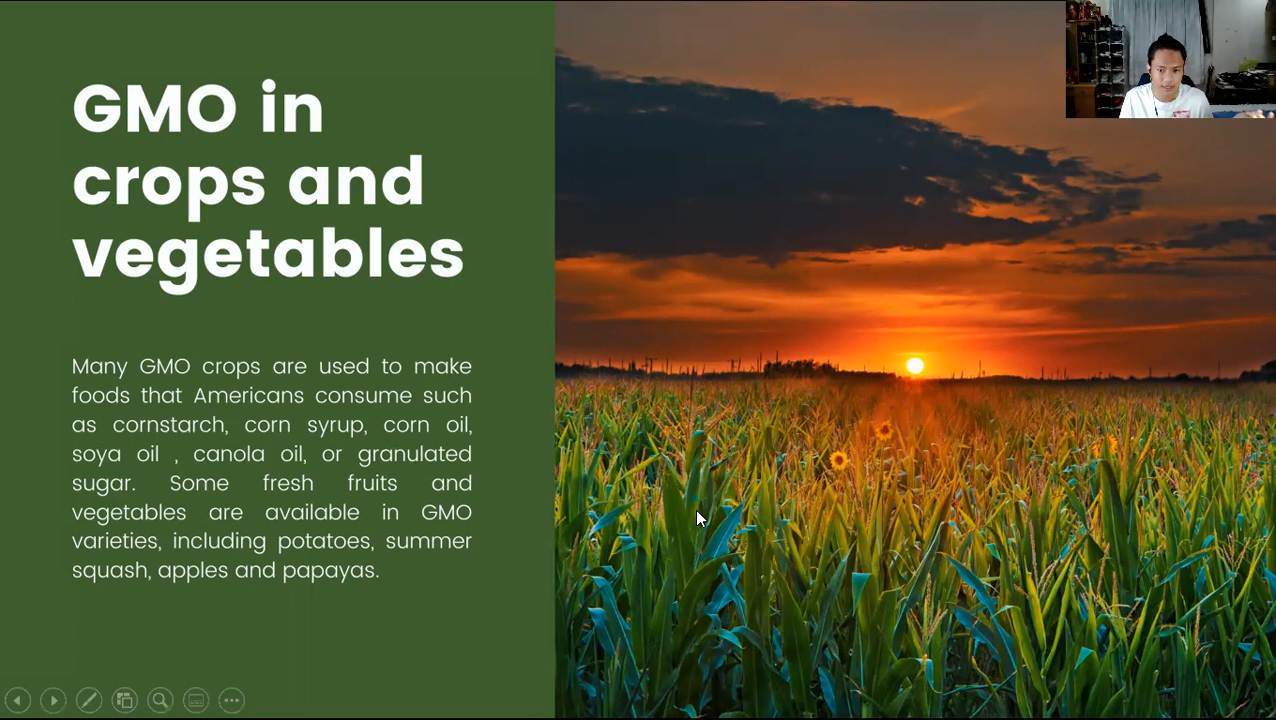 GMO in
crops and
vegetables
Many GMO crops are used to make
foods that Americans consume such
as cornstarch, corn syrup, corn oil,
soya oil , canola oil, or granulated
sugar. Some fresh fruits and
vegetables are available in GMO
varieties, including potatoes, summer
squash, apples and papayas.